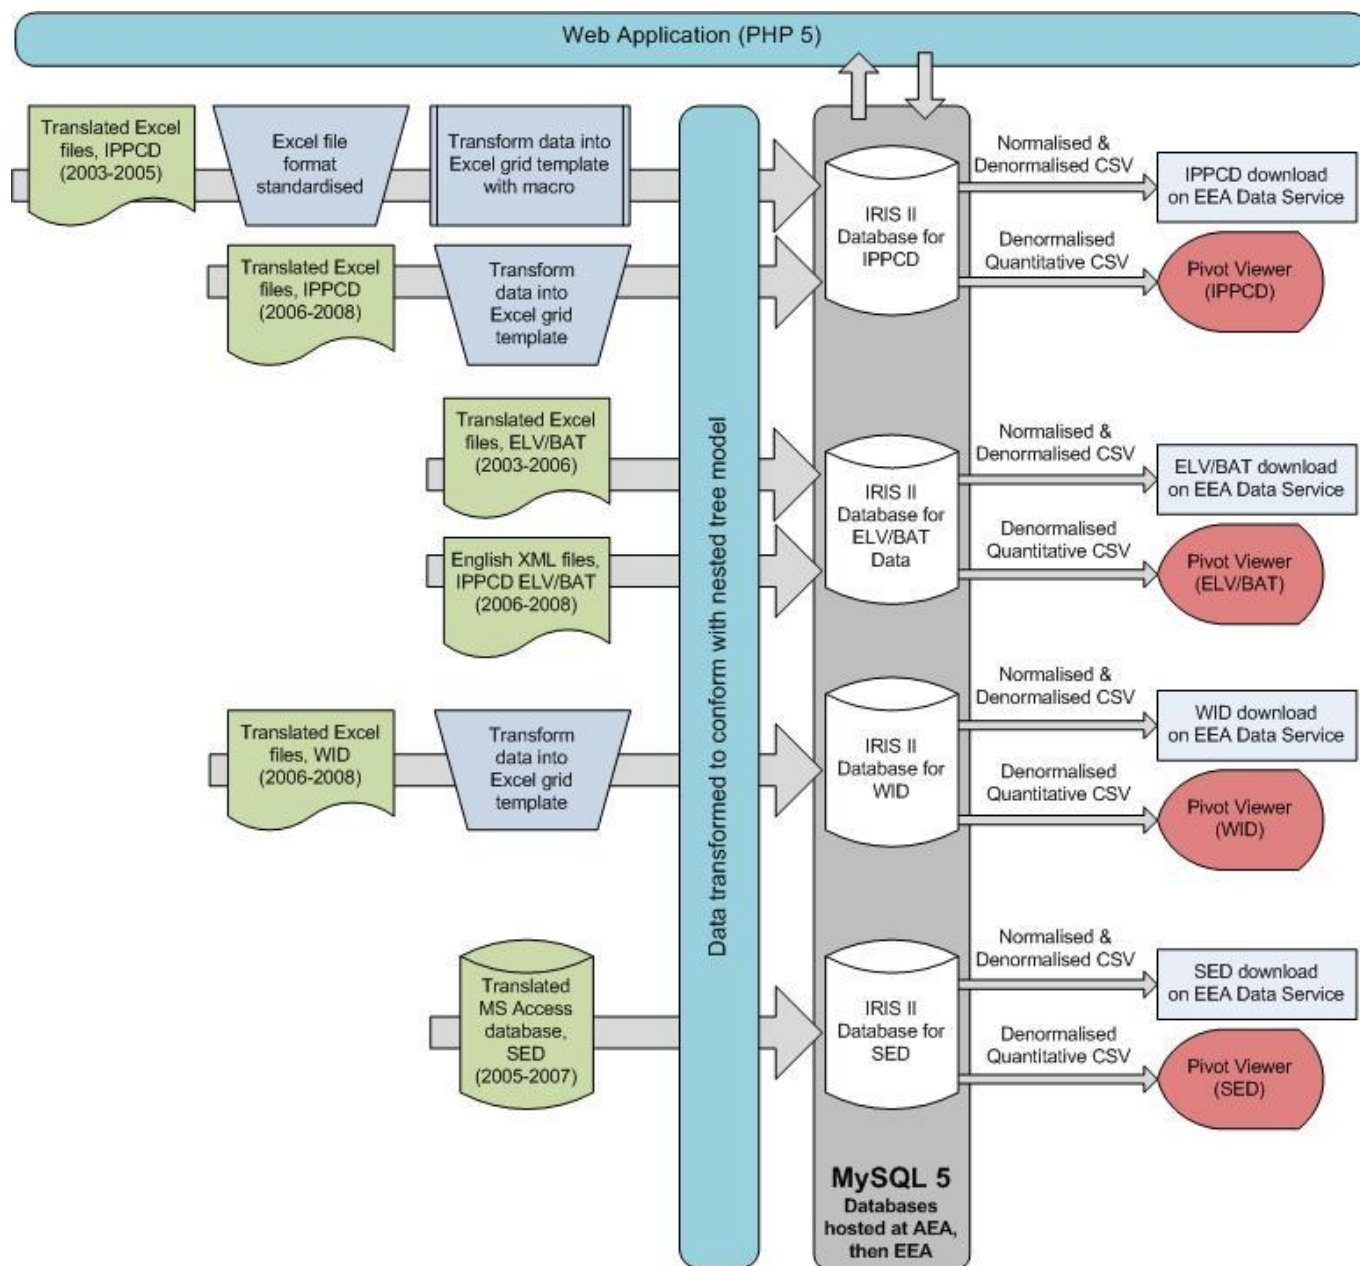 Web Application (PHP 5)
Translated Excel
files, IPPCD
(2003-2005)
Excel file
format
standardised
Transform data into
Excel grid template
with macro
Translated Excel
files, IPPCD
(2006-2008)
Transform
data into
Excel grid
template
Translated Excel
files, ELV/BAT
(2003-2006)
English XML files,
IPPCD ELV/BAT
(2006-2008)
Translated Excel
files, WID
(2006-2008)
Transform
data into
Excel grid
template
Translated
MS Access
database,
SED
(2005-2007)
Data transformed to conform with nested tree model
IRIS II
Database for
IPPCD
IRIS II
Database for
ELV/BAT
Data
IRIS II
Database for
WID
IRIS II
Database for
SED
MySQL 5
Databases
hosted at AEA,
then EEA
Normalised &
Denormalised CSV
IPPCD download
on EEA Data Service
Denormalised
Quantitative CSV
Pivot Viewer
(IPPCD)
Normalised &
Denormalised CSV
ELV/BAT download
on EEA Data Service
Denormalised
Quantitative CSV
Pivot Viewer
(ELV/BAT)
Normalised &
Denormalised CSV
WID download
on EEA Data Service
Denormalised
Quantitative CSV
Pivot Viewer
(WID)
Normalised &
Denormalised CSV
SED download
on EEA Data Service
Denormalised
Quantitative CSV
Pivot Viewer
(SED)